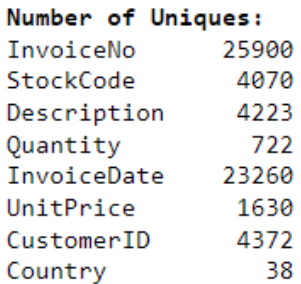 Number of Uniques:
InvoiceNo 25900
StockCode 4070
Description 4223
Quantity 722
InvoiceDate 23260
UnitPrice 1630
CustomerID 4372
Country 38